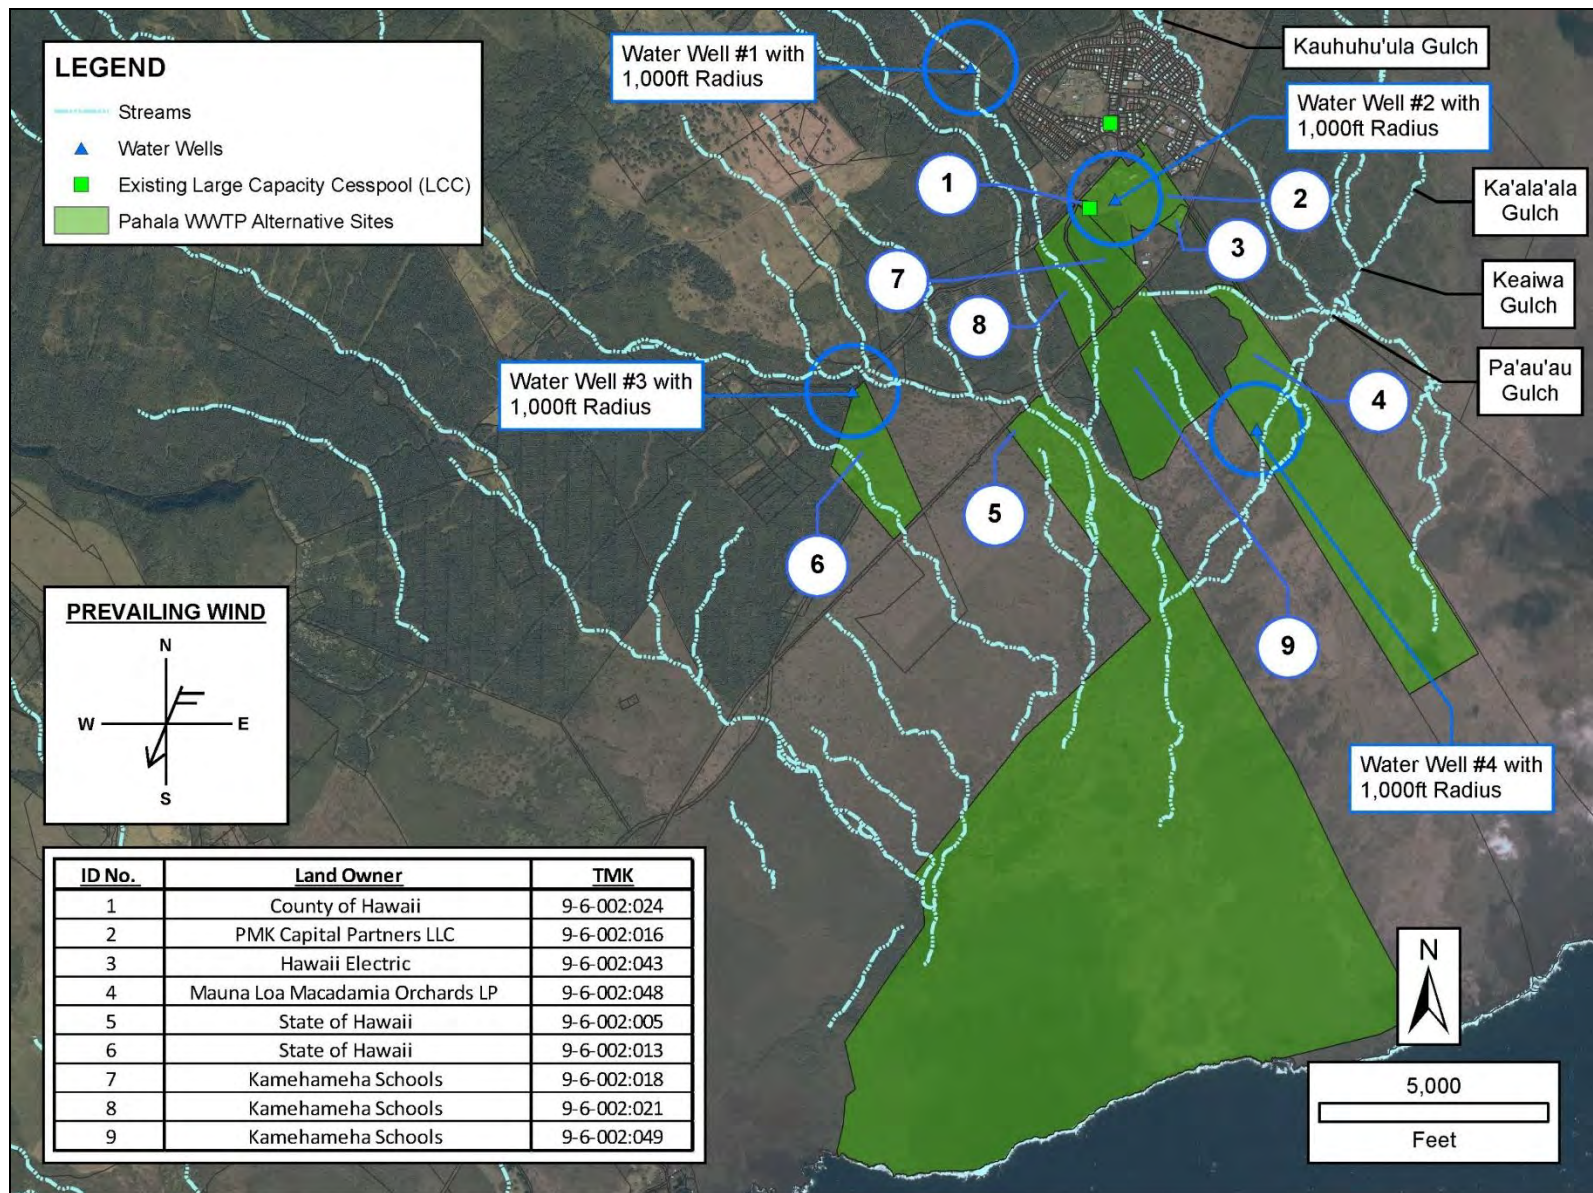 LEGEND
Streams
Water Wells
Existing Large Capacity Cesspool (LCC)
Pahala WWTP Alternative Sites
Water Well #1 with
1,000ft Radius
Kauhuhu'ula Gulch
Water Well #2 with
1,000ft Radius
Ka'ala'ala
Gulch
Keaiwa
Gulch
Pa'au'au
Gulch
1
2
3
7
8
4
Water Well #3 with
1,000ft Radius
5
6
9
Water Well #4 with
1,000ft Radius
PREVAILING WIND
N
W
E
S
ID No. Land Owner TMK
1 County of Hawaii 9-6-002:024
2 PMK Capital Partners LLC 9-6-002:016
3 Hawaii Electric 9-6-002:043
4 Mauna Loa Macadamia Orchards LP 9-6-002:048
5 State of Hawaii 9-6-002:005
6 State of Hawaii 9-6-002:013
7 Kamehameha Schools 9-6-002:018
8 Kamehameha Schools 9-6-002:021
9 Kamehameha Schools 9-6-002:049
N
5,000
Feet